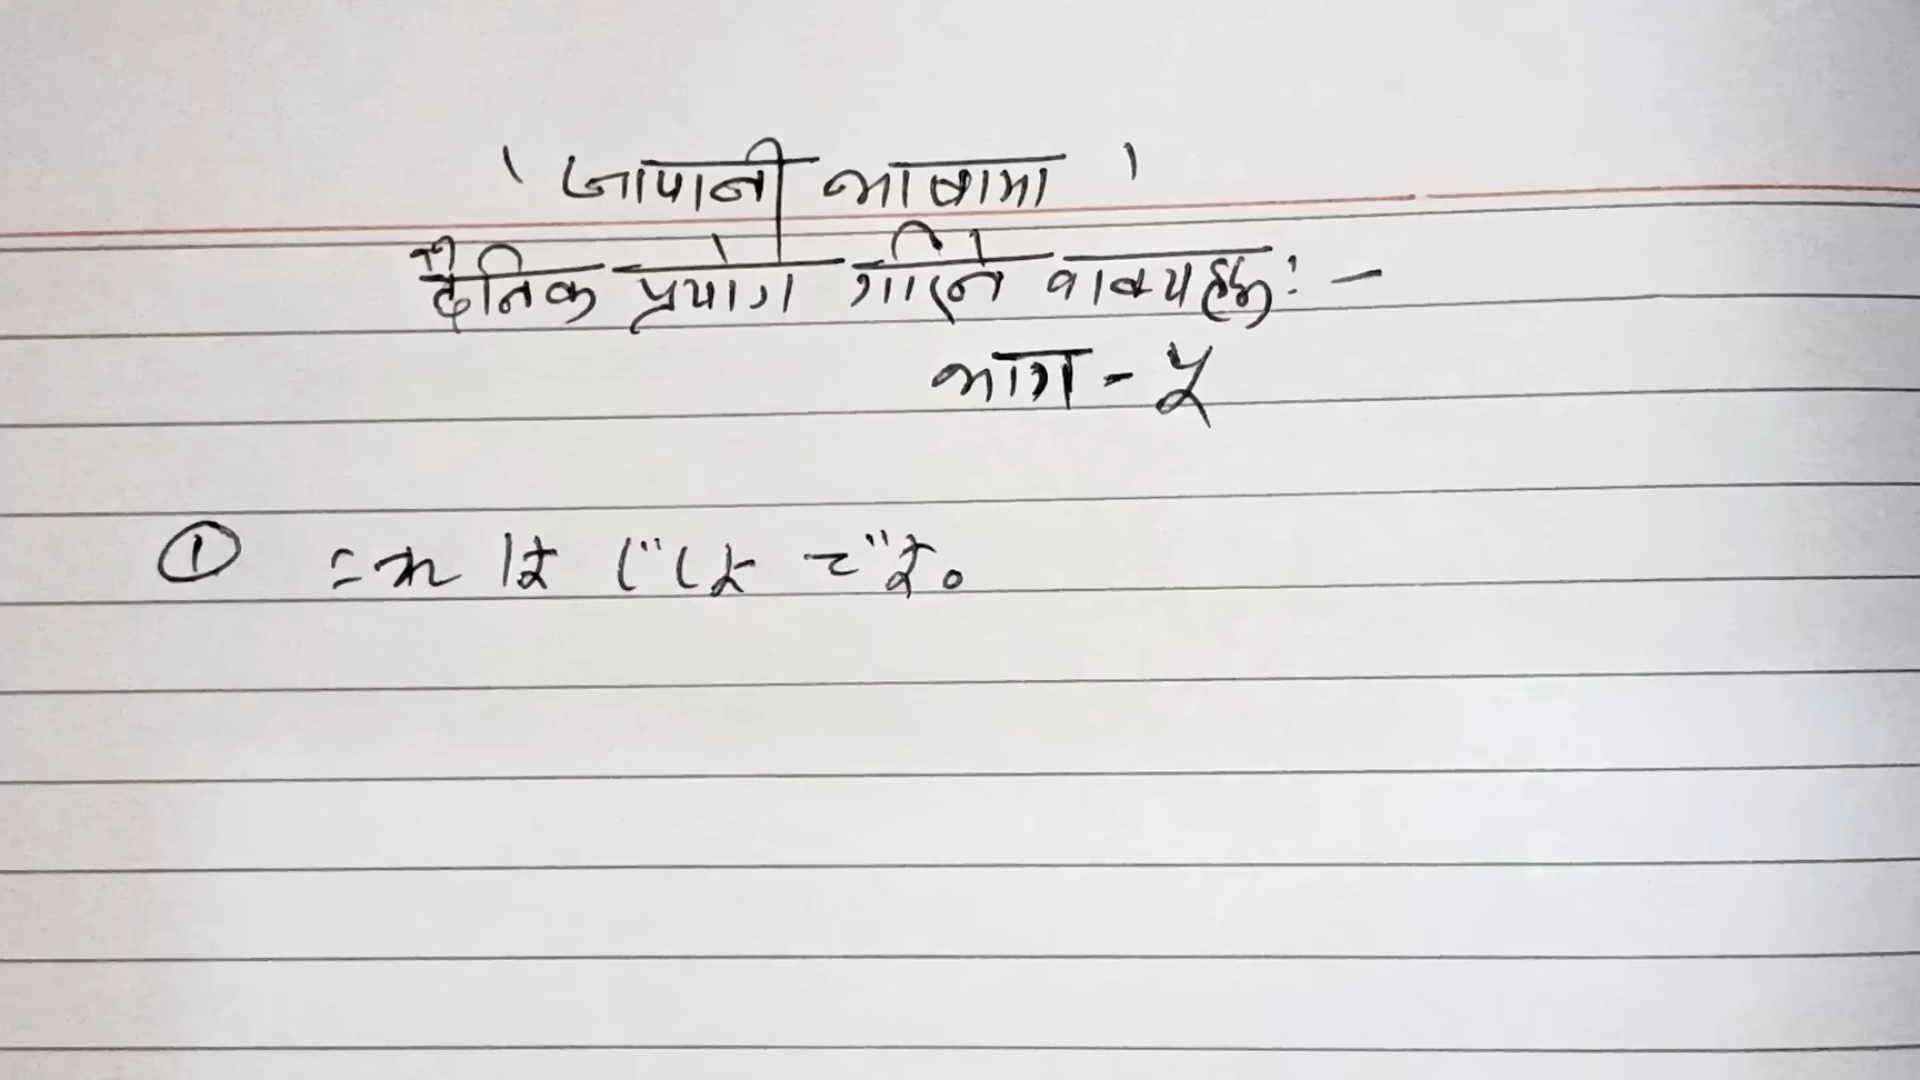 ' जापानी भाषामा '
दैनिक प्रयोग गरिने वाक्यहरू : -
भाग - ५
① これ は じしょ です。